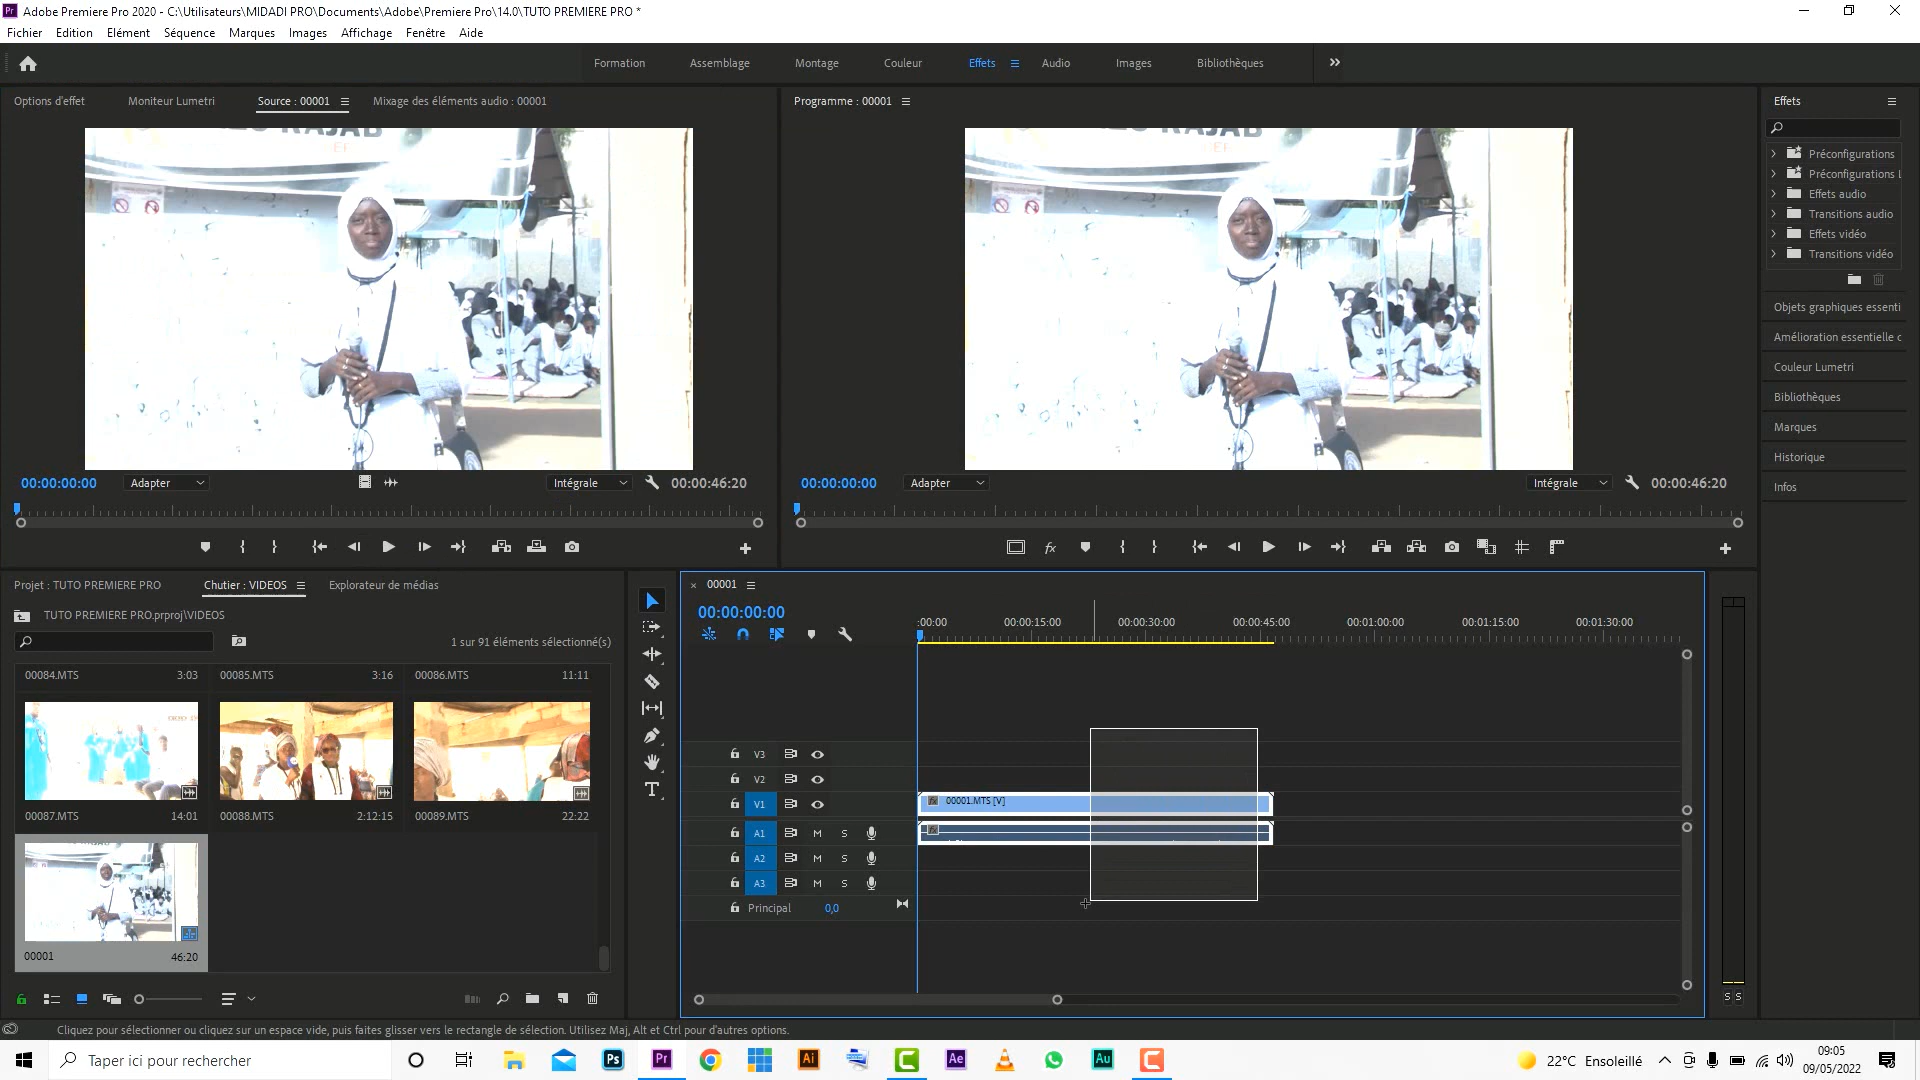 Adobe Premiere Pro 2020 - C:\Utilisateurs\MIDADI PRO\Documents\Adobe\Premiere Pro\14.0\TUTO PREMIERE PRO *
Fichier Edition Elément Séquence Marques Images Affichage Fenêtre Aide
Formation Assemblage Montage Couleur Effets Audio Images Bibliothèques
Options d'effet Moniteur Lumetri Source : 00001 Mixage des éléments audio : 00001
Programme : 00001
Effets
Préconfigurations
Préconfigurations L
Effets audio
Transitions audio
Effets vidéo
Transitions vidéo
Objets graphiques essenti
Amélioration essentielle c
Couleur Lumetri
Bibliothèques
Marques
Historique
Infos
RAJAB
RAJAB
00:00:00:00 Adapter Intégrale 00:00:46:20
00:00:00:00 Adapter Intégrale 00:00:46:20
Projet : TUTO PREMIERE PRO Chutier : VIDEOS Explorateur de médias
TUTO PREMIERE PRO.prproj\VIDEOS
1 sur 91 éléments sélectionné(s)
00084.MTS 3:03 00085.MTS 3:16 00086.MTS 11:11
00087.MTS 14:01 00088.MTS 2:12:15 00089.MTS 22:22
00001 46:20
× 00001
00:00:00:00
:00:00 00:00:15:00 00:00:30:00 00:00:45:00 00:01:00:00 00:01:15:00 00:01:30:00
V3
V2
V1 fx 00001.MTS [V]
A1 M S fx
A2 M S
A3 M S
Principal 0,0
S S
Cliquez pour sélectionner ou cliquez sur un espace vide, puis faites glisser vers le rectangle de sélection. Utilisez Maj, Alt et Ctrl pour d'autres options.
Taper ici pour rechercher
22°C Ensoleillé
09:05
09/05/2022